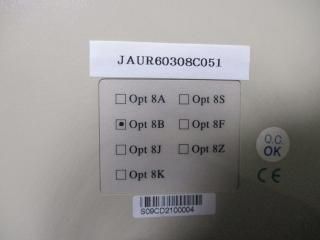 JAUR60308C051
Opt 8A
Opt 8S
Opt 8B
Opt 8F
Opt 8J
Opt 8Z
Opt 8K
Q.C.
OK
CE
S09CD2100004